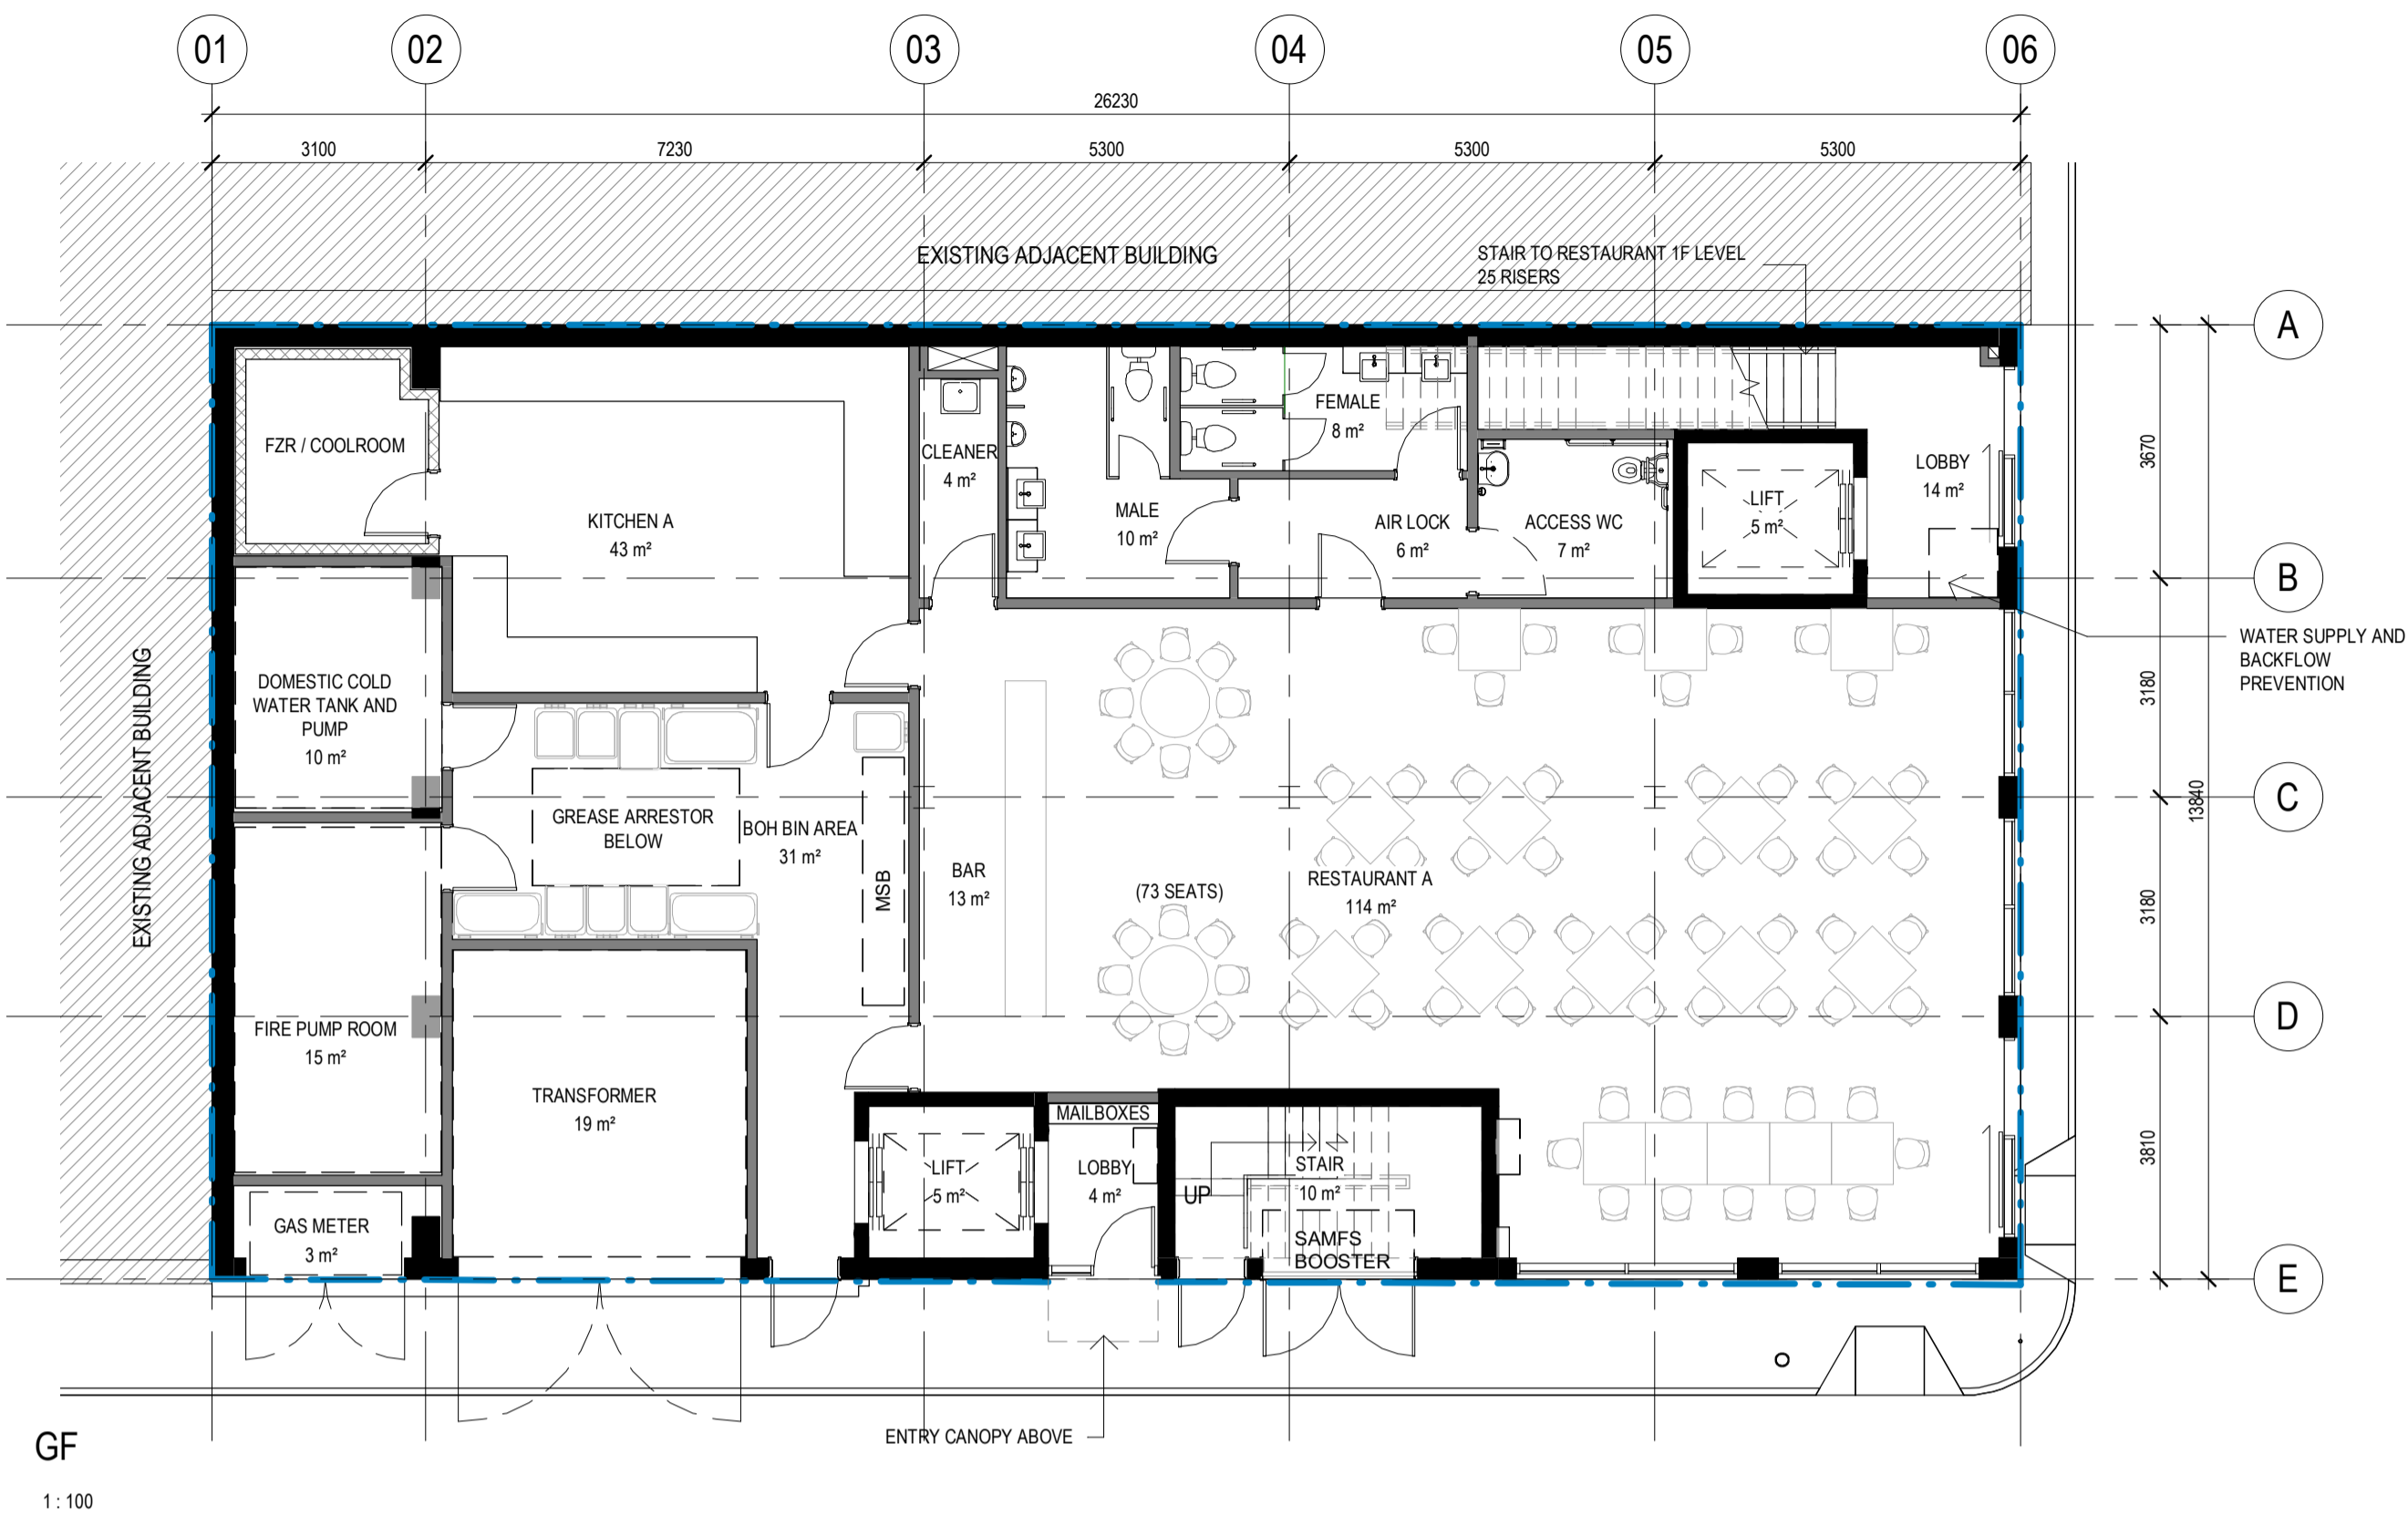 01
02
03
04
05
06
26230
3100
7230
5300
5300
5300
EXISTING ADJACENT BUILDING
STAIR TO RESTAURANT 1F LEVEL
25 RISERS
A
FZR / COOLROOM
KITCHEN A
43 m²
CLEANER
4 m²
MALE
10 m²
FEMALE
8 m²
AIR LOCK
6 m²
ACCESS WC
7 m²
LIFT
5 m²
LOBBY
14 m²
3670
B
WATER SUPPLY AND
BACKFLOW
PREVENTION
EXISTING ADJACENT BUILDING
DOMESTIC COLD
WATER TANK AND
PUMP
10 m²
3180
C
13840
GREASE ARRESTOR
BELOW
BOH BIN AREA
31 m²
MSB
BAR
13 m²
(73 SEATS)
RESTAURANT A
114 m²
3180
D
FIRE PUMP ROOM
15 m²
TRANSFORMER
19 m²
MAILBOXES
LIFT
5 m²
LOBBY
4 m²
UP
STAIR
10 m²
SAMFS
BOOSTER
3810
GAS METER
3 m²
E
ENTRY CANOPY ABOVE
GF
1 : 100